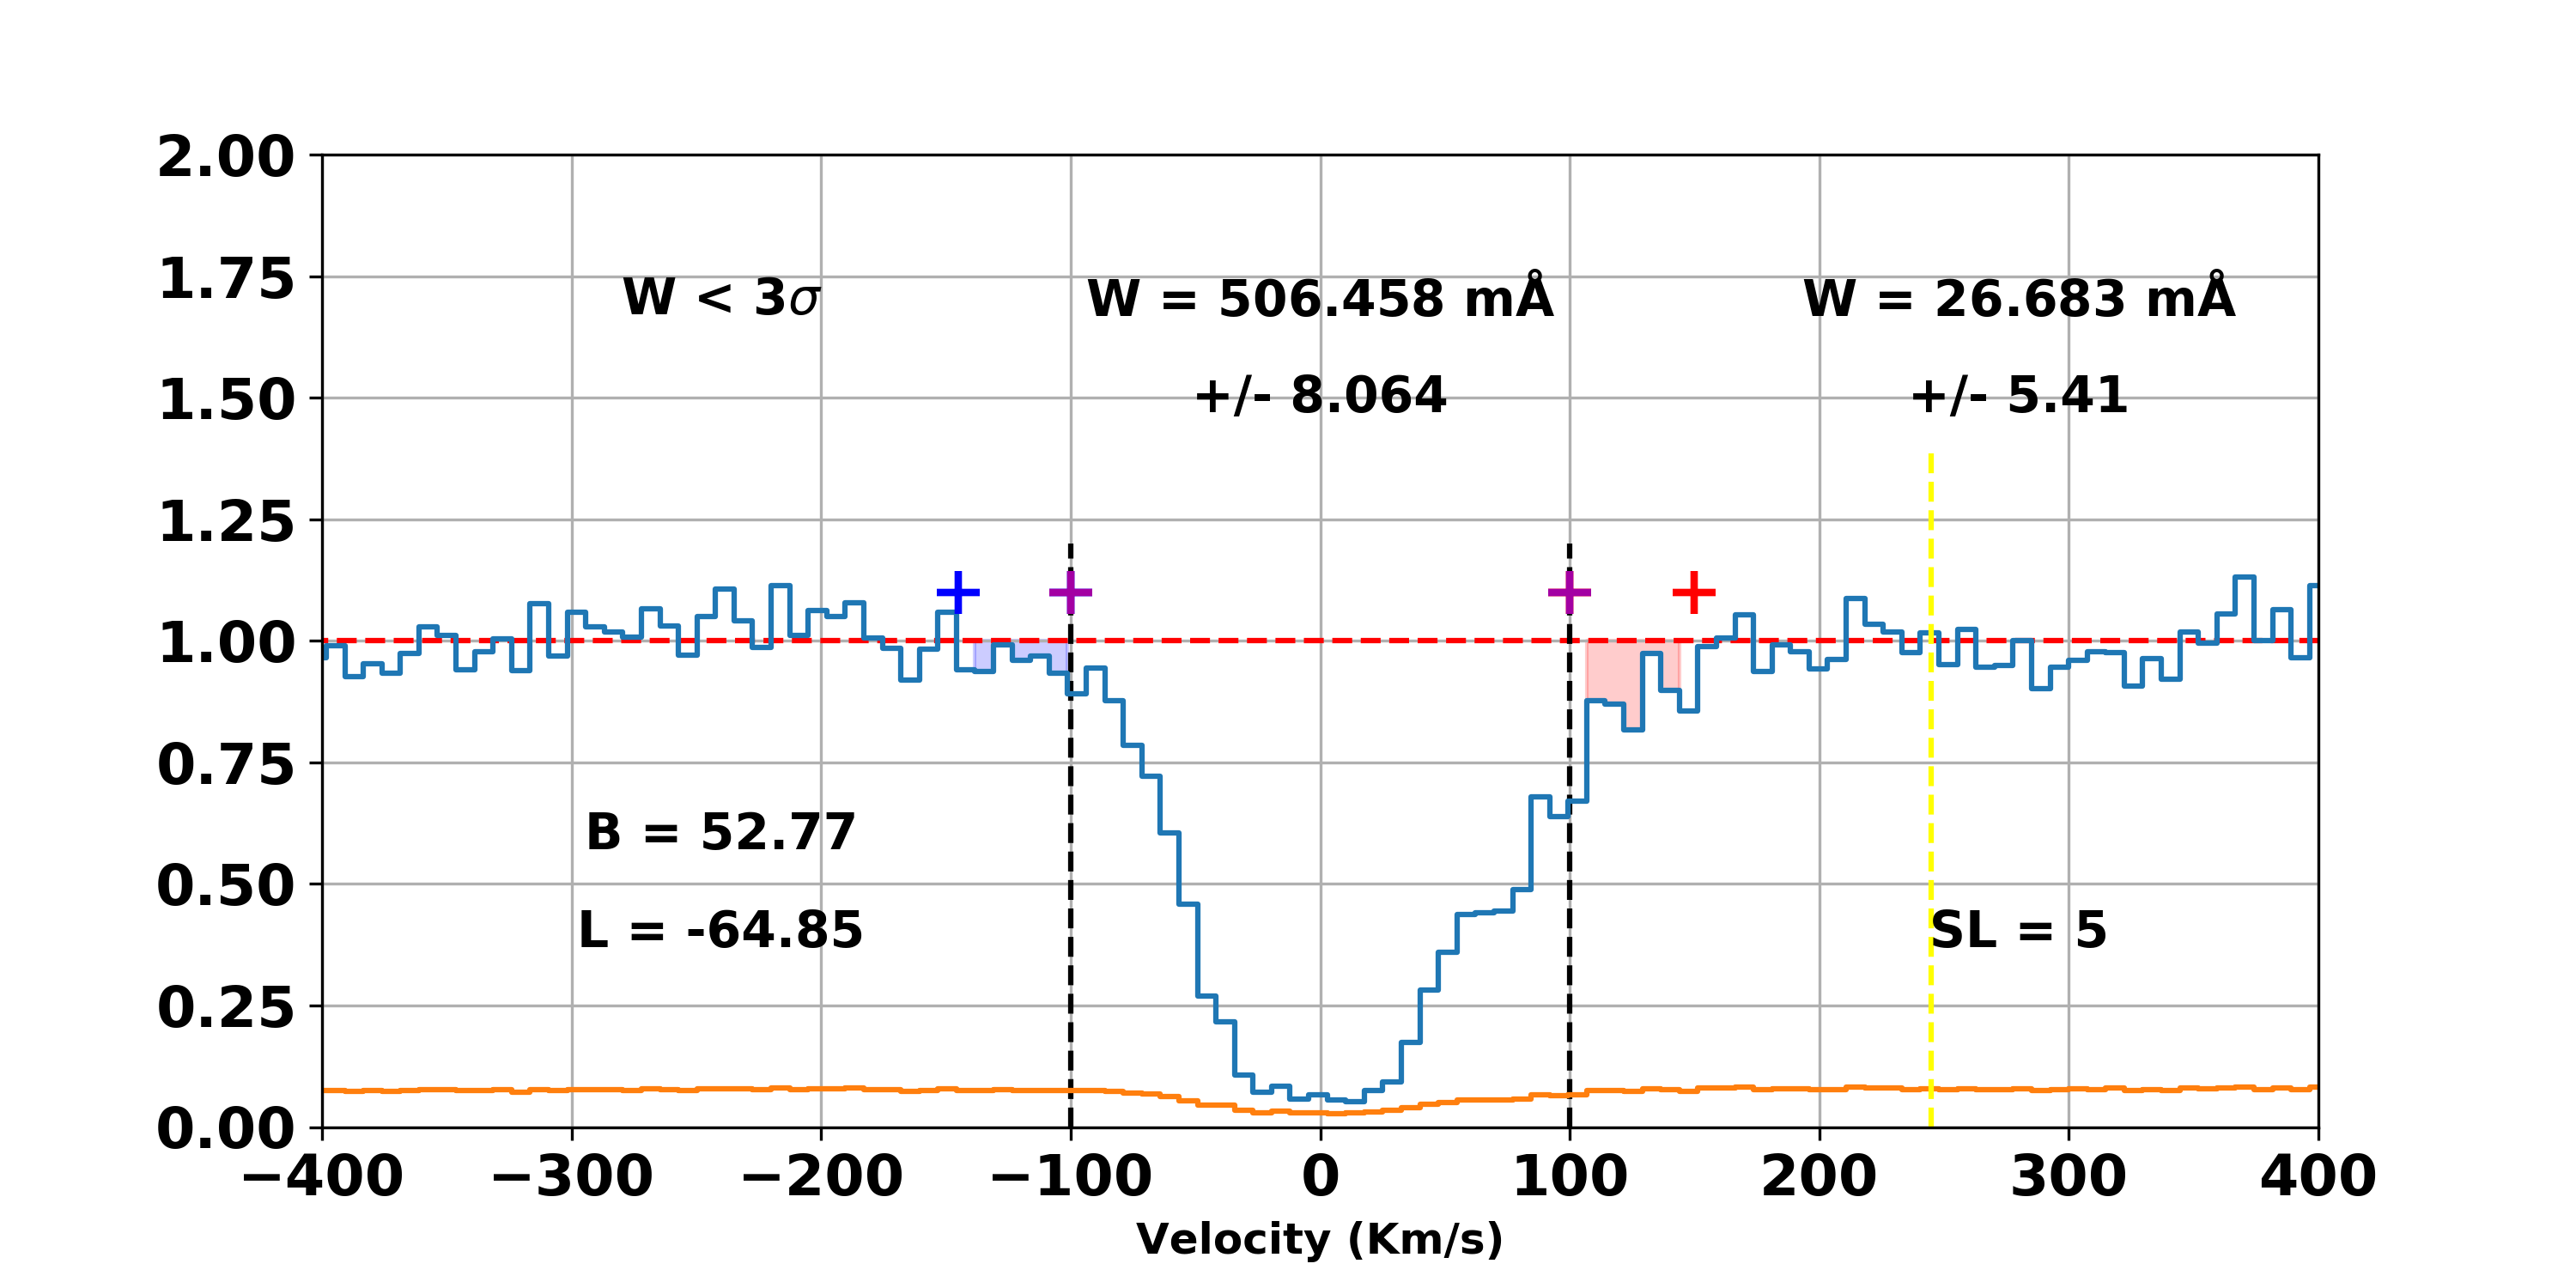 2.00
1.75
W < 3σ
W = 506.458 mÅ
W = 26.683 mÅ
1.50
+/- 8.064
+/- 5.41
1.25
1.00
0.75
B = 52.77
0.50
L = -64.85
SL = 5
0.25
0.00
−400 −300 −200 −100 0 100 200 300 400
Velocity (Km/s)